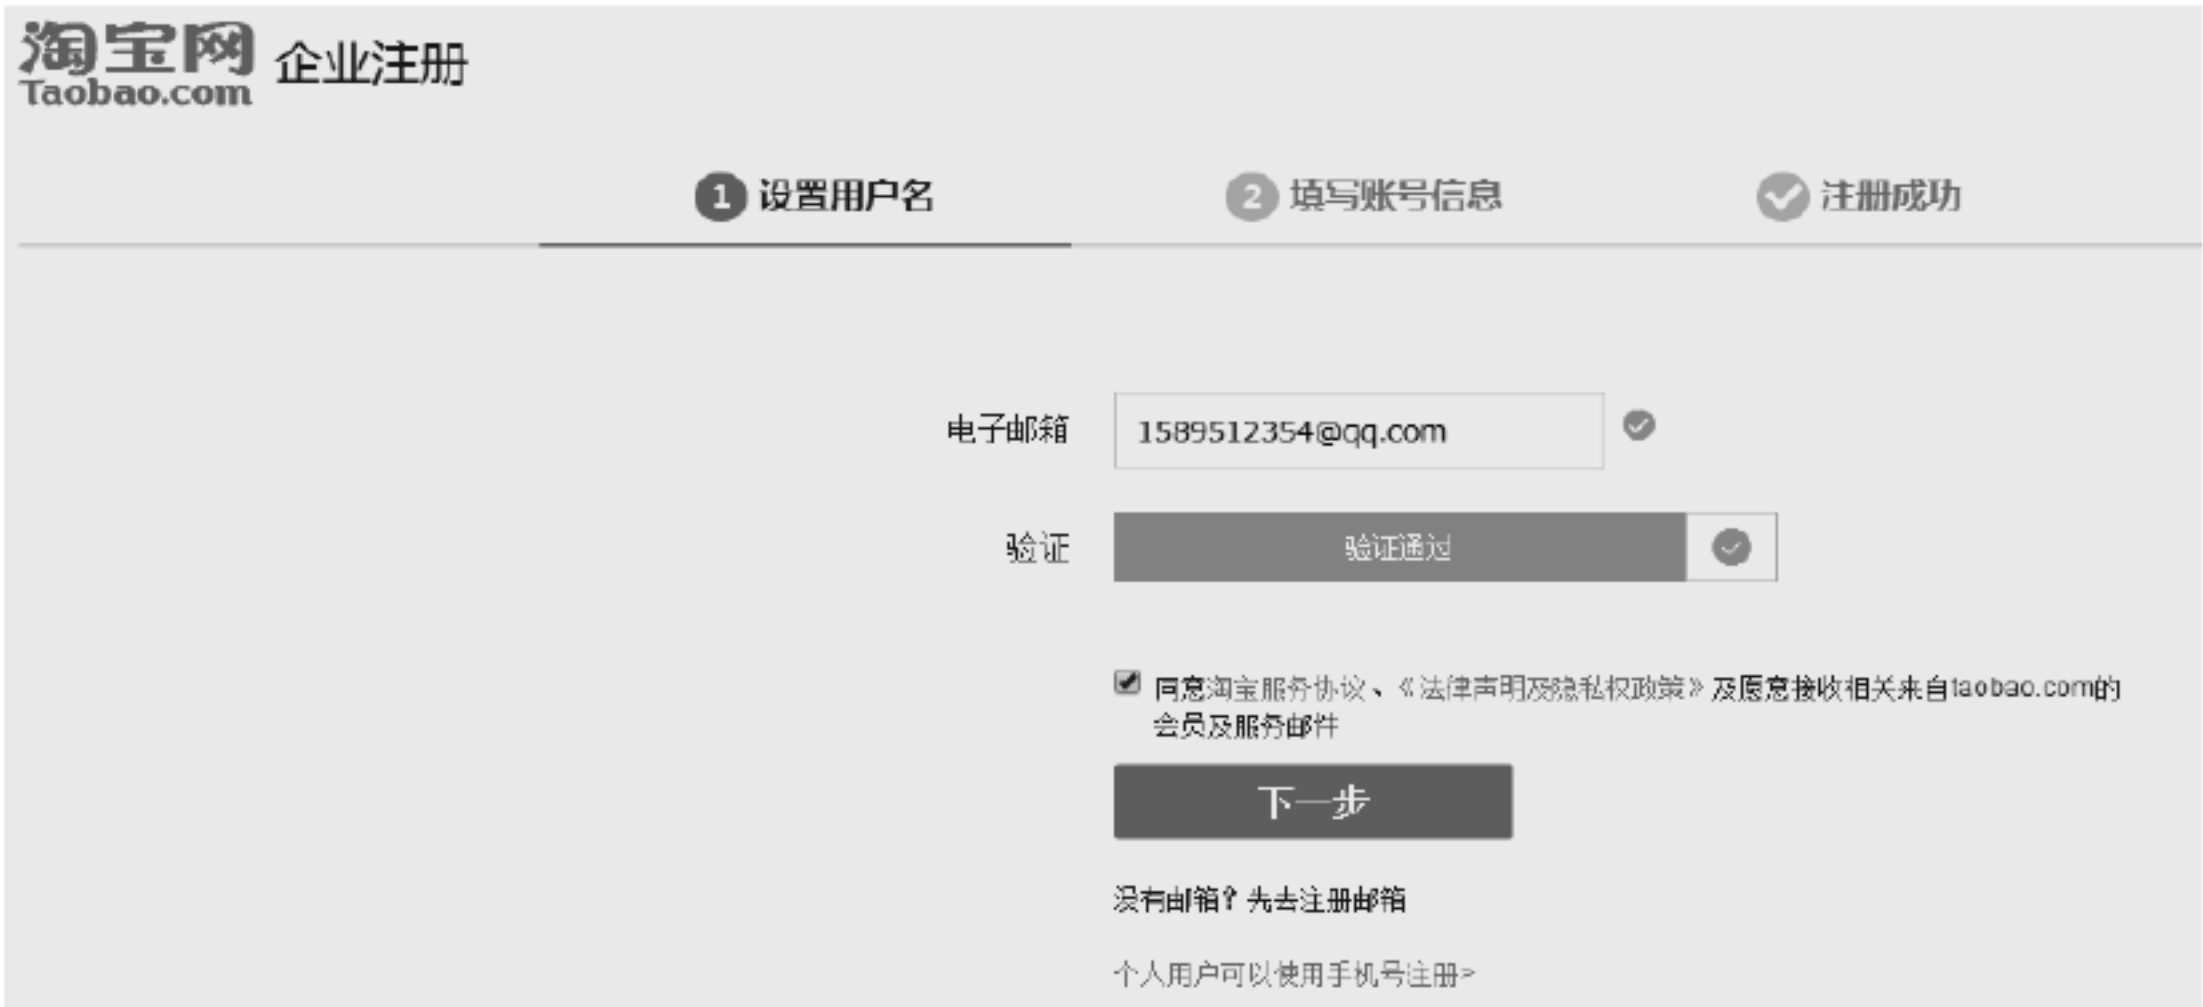 淘宝网 企业注册
Taobao.com
1 设置用户名 2 填写账号信息 注册成功
电子邮箱 1589512354@qq.com
验证 验证通过
同意淘宝服务协议、《法律声明及隐私权政策》及愿意接收相关来自taobao.com的
会员及服务邮件
下一步
没有邮箱？先去注册邮箱
个人用户可以使用手机号注册>